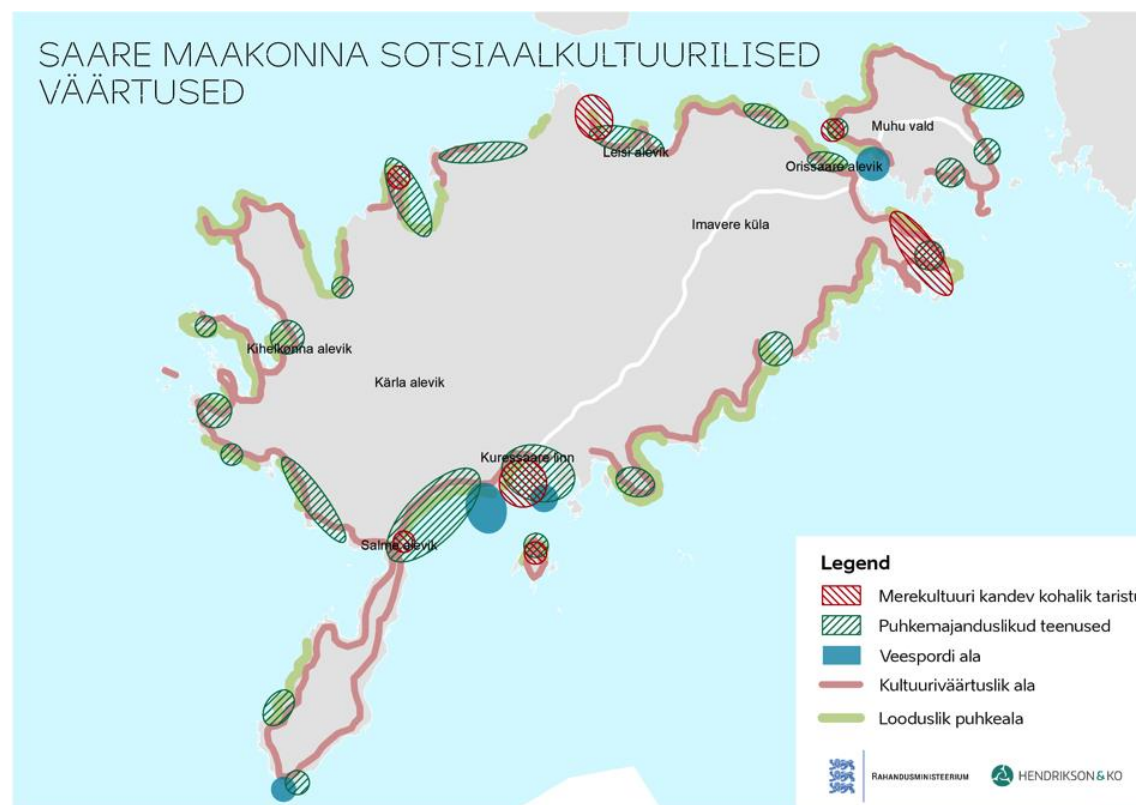 SAARE MAAKONNA SOTSIAALKULTUURILISED
VÄÄRTUSED
Muhu vald
Leisi alevik
Orissaare alevik
Imavere küla
Kihelkonna alevik
Kärla alevik
Kuressaare linn
Salme alevik
Legend
Merekultuuri kandev kohalik taristu
Puhkemajanduslikud teenused
Veespordi ala
Kultuuriväärtuslik ala
Looduslik puhkeala
RAHANDUSMINISTEERIUM
HENDRIKSON & KO